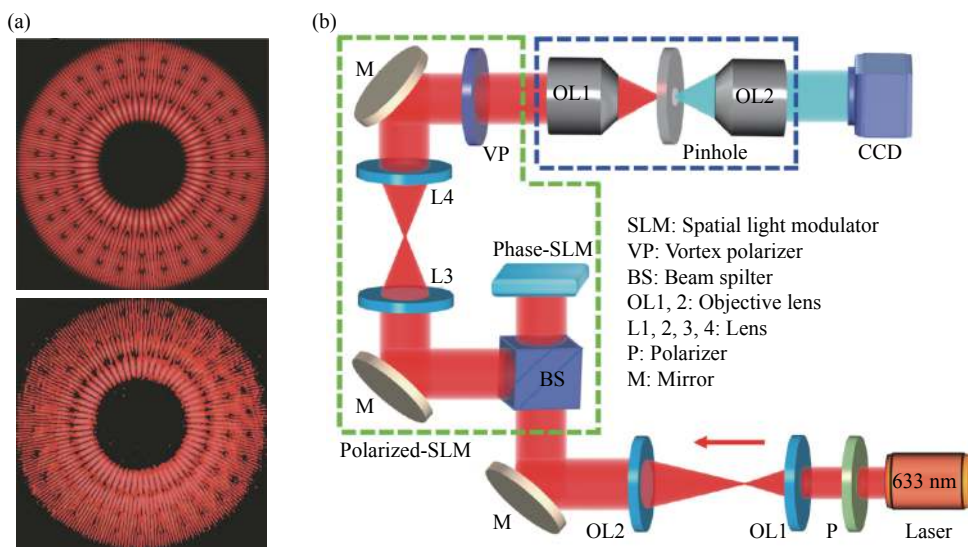 (a)
(b)
M
VP
OL1
OL2
Pinhole
CCD
L4
L3
Phase-SLM
BS
M
Polarized-SLM
SLM: Spatial light modulator
VP: Vortex polarizer
BS: Beam spilter
OL1, 2: Objective lens
L1, 2, 3, 4: Lens
P: Polarizer
M: Mirror
M
OL2
OL1
P
633 nm
Laser